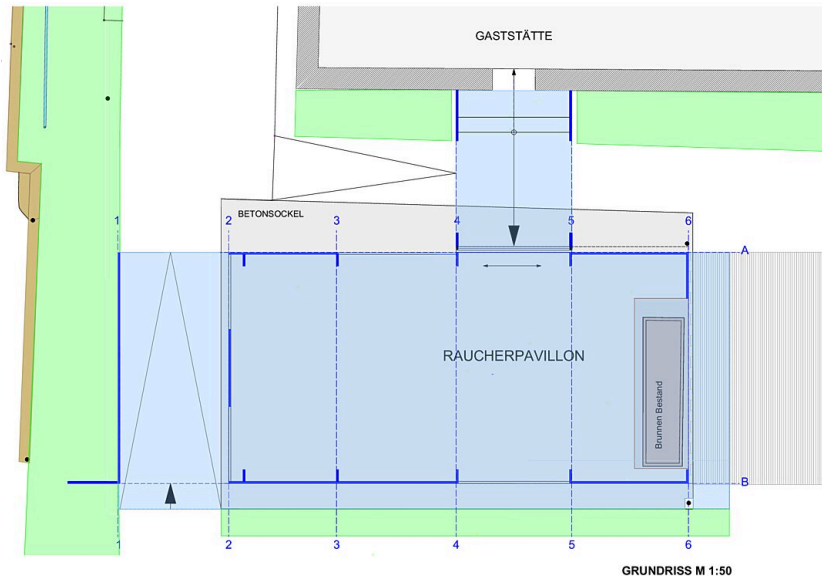 GASTSTÄTTE
BETONSOCKEL
1 2 3 4 5 6
A
RAUCHERPAVILLON
Brunnen Bestand
B
1 2 3 4 5 6
GRUNDRISS M 1:50